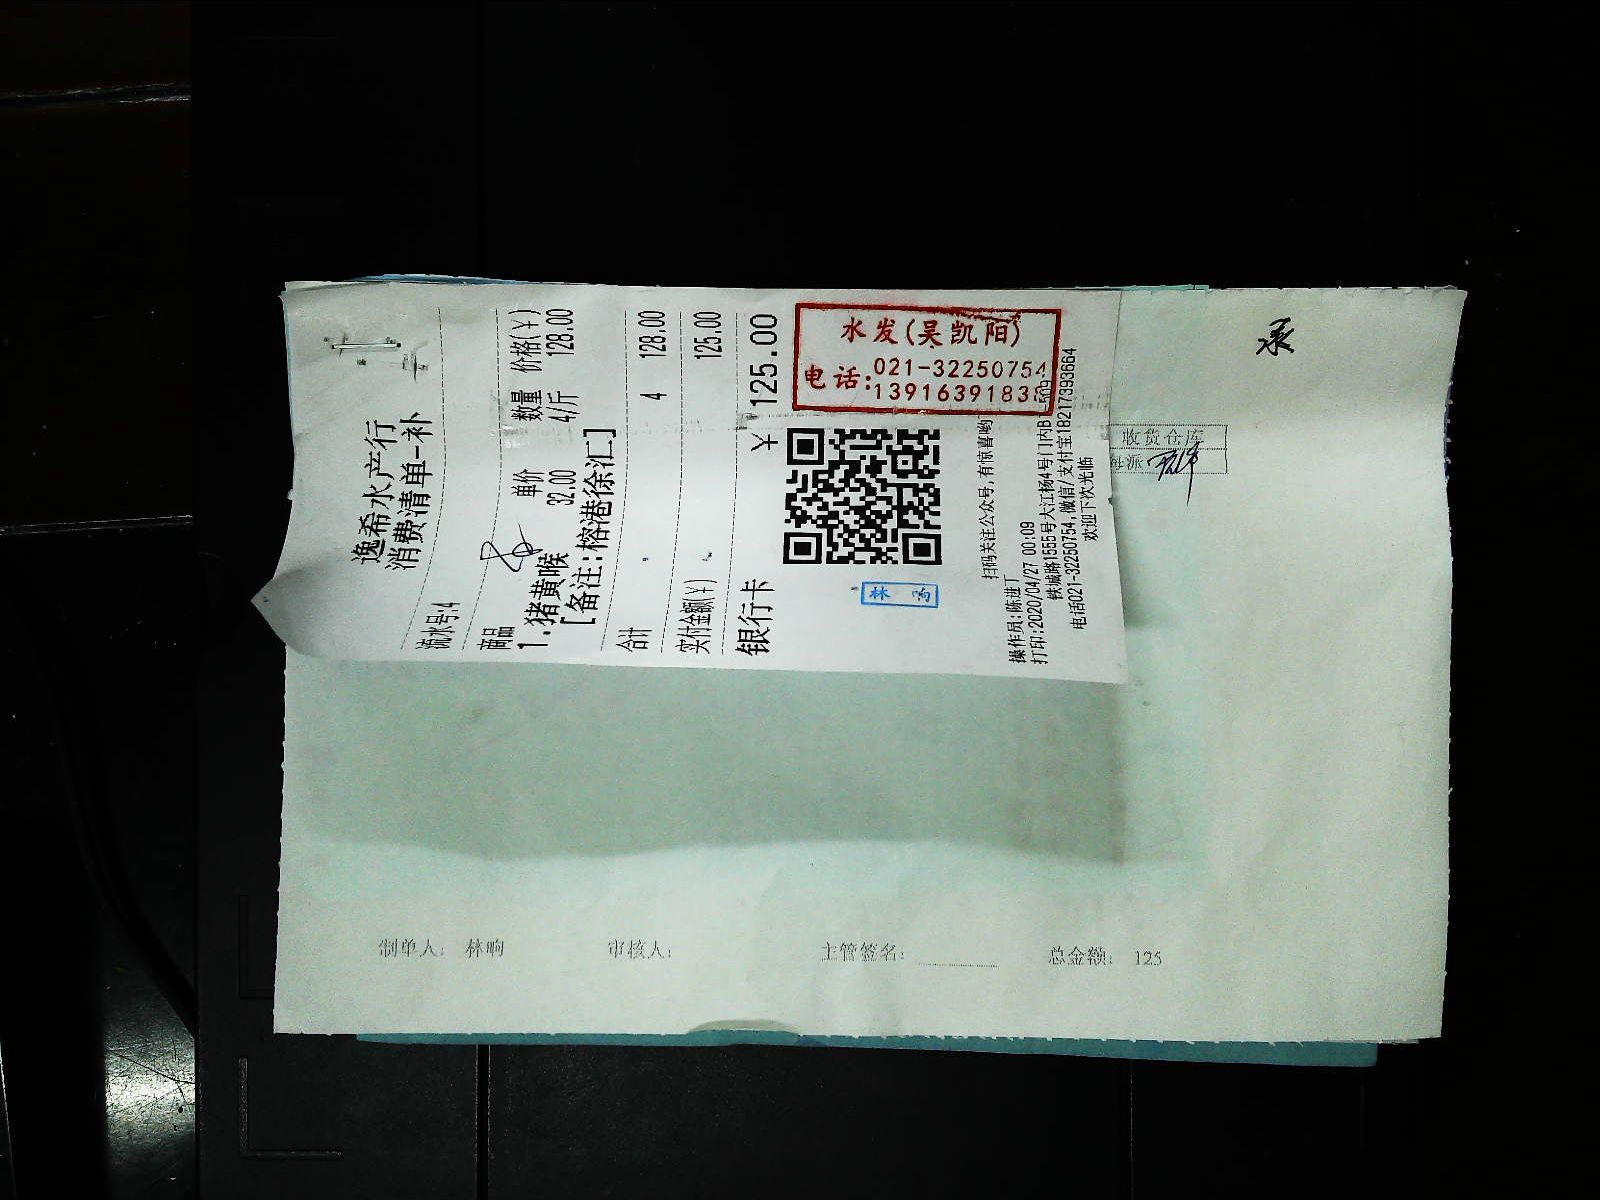 逸希水产行
消费清单-补
流水号:4
商品 单价 数量 价格(¥)
1.猪黄喉 32.00 4/斤 128.00
[备注:榕港徐汇]
合计 4 128.00
实付金额(¥) 125.00
银行卡 ¥125.00
水发(吴凯阳)
电话:021-32250754
1391639183
扫码关注公众号,有惊喜哟
操作员:陈进丁
打印:2020/04/27 00:09
铁城路1555号大江杨4号门内B1-509
电话021-32250754 微信/支付宝18217393664
欢迎下次光临
收货仓库
制单人: 林晌 审核人: 主管签名: 总金额: 125